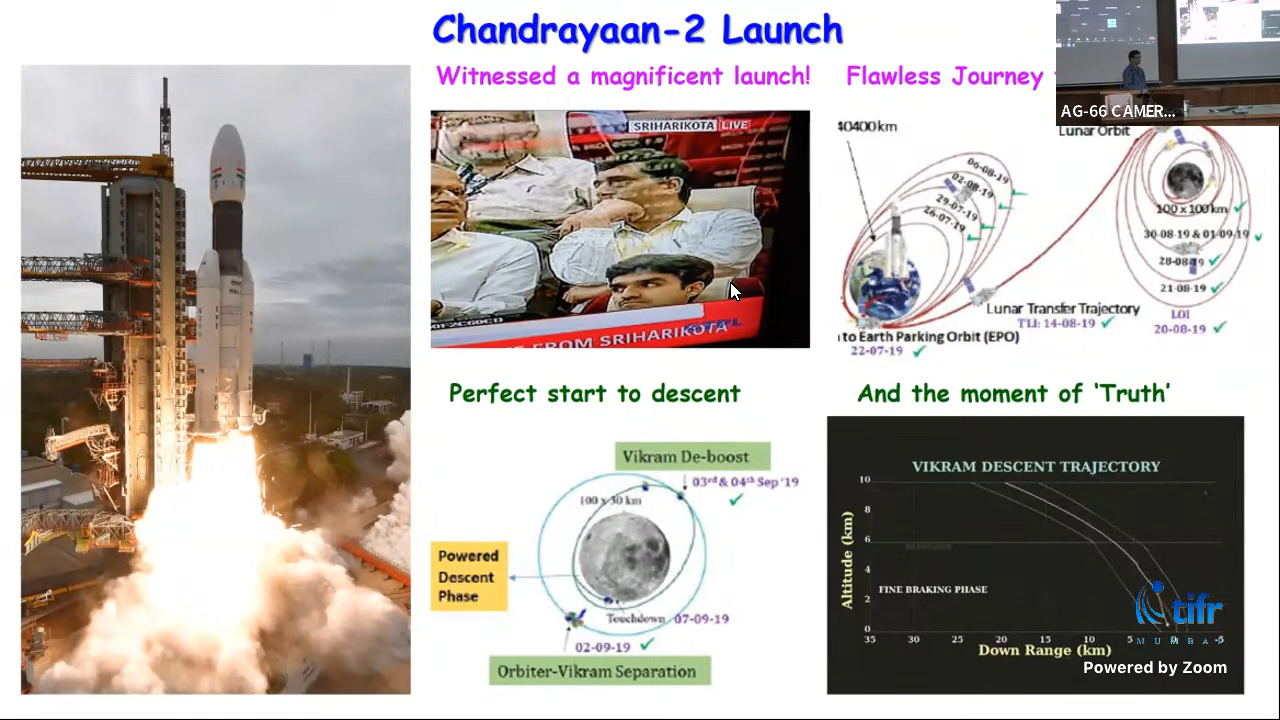 Chandrayaan-2 Launch
Witnessed a magnificent launch!
Flawless Journey
AG-66 CAMER...
SRIHARIKOTA LIVE
FROM SRIHARIKOTA
40400km
06-08-19
02-08-19
29-07-19
26-07-19
Lunar Orbit
100 x 100 km
30-08-19 & 01-09-19
28-08-19
21-08-19
LOI
20-08-19
Lunar Transfer Trajectory
TLI: 14-08-19
to Earth Parking Orbit (EPO)
22-07-19
Perfect start to descent
Vikram De-boost
03rd & 04th Sep '19
100 x 30 km
Powered
Descent
Phase
Touchdown 07-09-19
02-09-19
Orbiter-Vikram Separation
And the moment of ‘Truth’
VIKRAM DESCENT TRAJECTORY
Altitude (km)
10
8
6
4
2
0
FINE BRAKING PHASE
35 30 25 20 15 10 5 0 -5
Down Range (km)
tifr
MUMBAI
Powered by Zoom